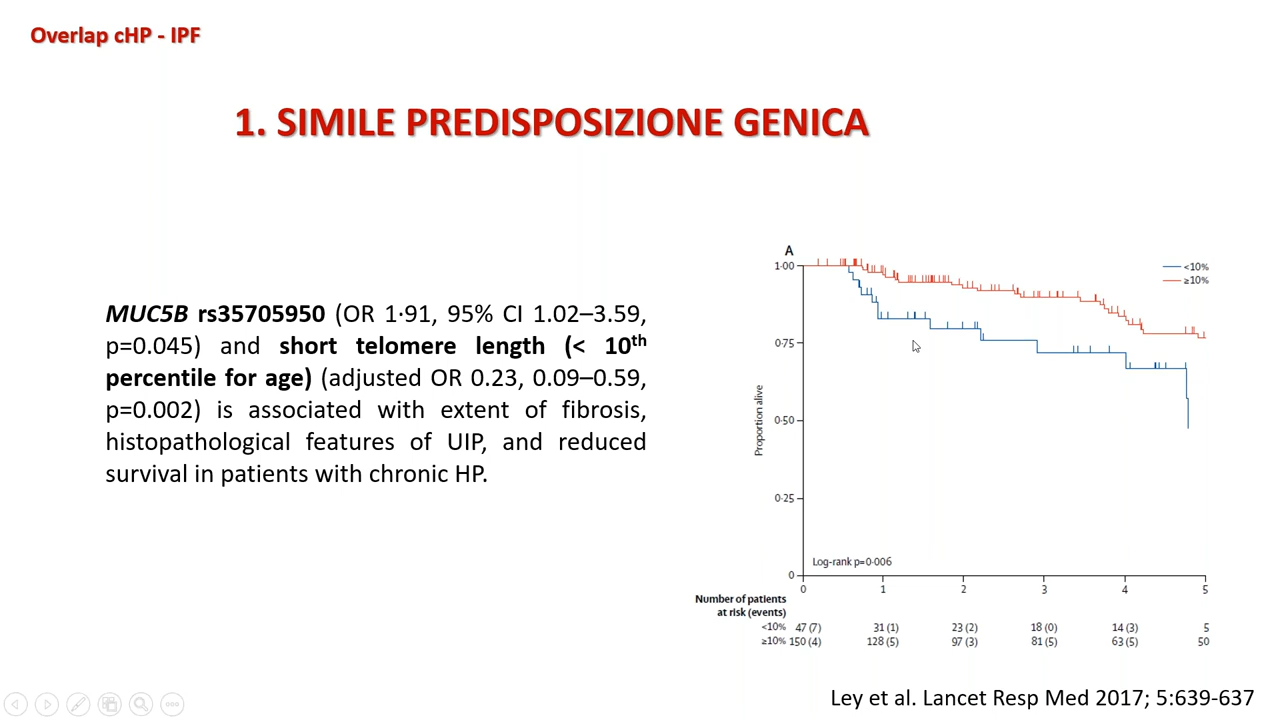 Overlap cHP - IPF
1. SIMILE PREDISPOSIZIONE GENICA
MUC5B rs35705950 (OR 1·91, 95% CI 1.02–3.59,
p=0.045) and short telomere length (< 10th
percentile for age) (adjusted OR 0.23, 0.09–0.59,
p=0.002) is associated with extent of fibrosis,
histopathological features of UIP, and reduced
survival in patients with chronic HP.
A
<10%
≥10%
1·00
0·75
0·50
0·25
0
Proportion alive
Log-rank p=0·006
0 1 2 3 4 5
Number of patients
at risk (events)
<10% 47 (7) 31 (1) 23 (2) 18 (0) 14 (3) 5
≥10% 150 (4) 128 (5) 97 (3) 81 (5) 63 (5) 50
Ley et al. Lancet Resp Med 2017; 5:639-637